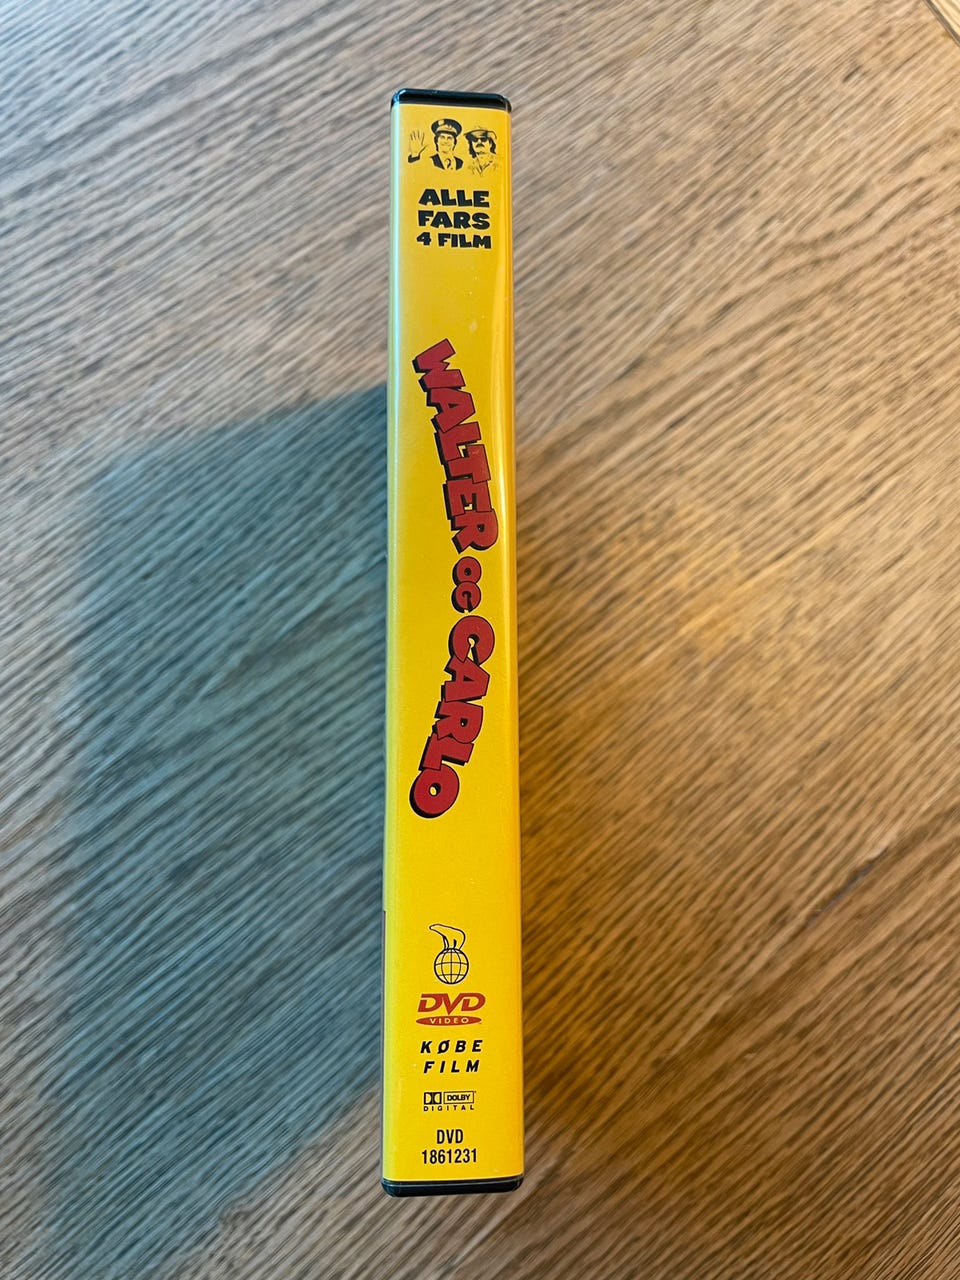 ALLE
FARS
4 FILM
WALTER OG CARLO
DVD
VIDEO
KØBE
FILM
DOLBY
DIGITAL
DVD
1861231